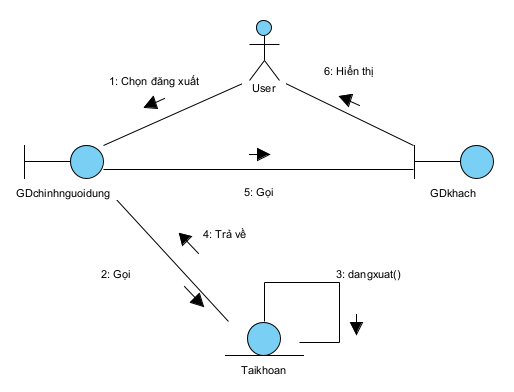 6: Hiển thị
1: Chọn đăng xuất
User
GDchinhnguoidung
5: Gọi
GDkhach
4: Trả về
2: Gọi
3: dangxuat()
Taikhoan